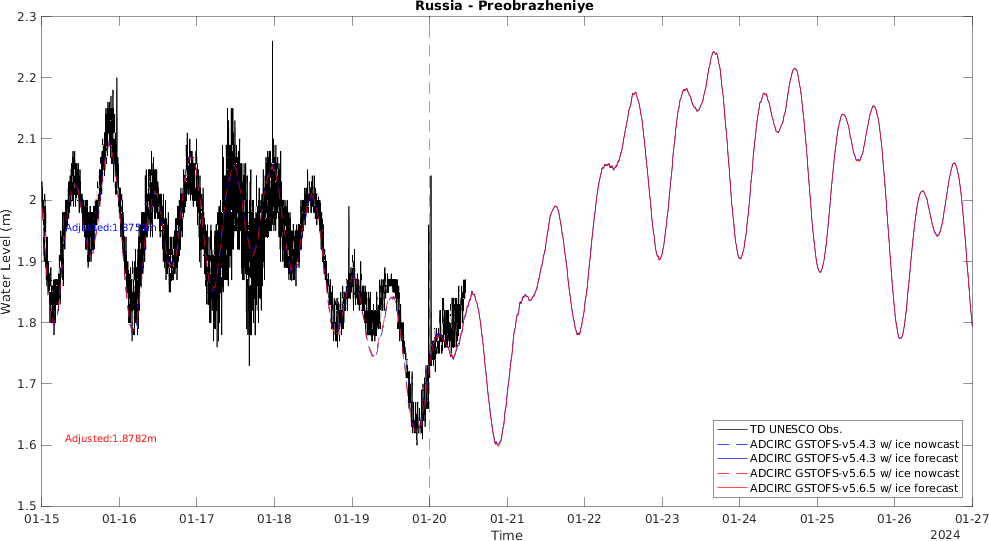 Russia - Preobrazheniye
2.3
2.2
2.1
2
1.9
1.8
1.7
1.6
1.5
Water Level (m)
Adjusted:1.8782m
TD UNESCO Obs.
ADCIRC GSTOFS-v5.4.3 w/ ice nowcast
ADCIRC GSTOFS-v5.4.3 w/ ice forecast
ADCIRC GSTOFS-v5.6.5 w/ ice nowcast
ADCIRC GSTOFS-v5.6.5 w/ ice forecast
01-15 01-16 01-17 01-18 01-19 01-20 01-21 01-22 01-23 01-24 01-25 01-26 01-27
Time
2024